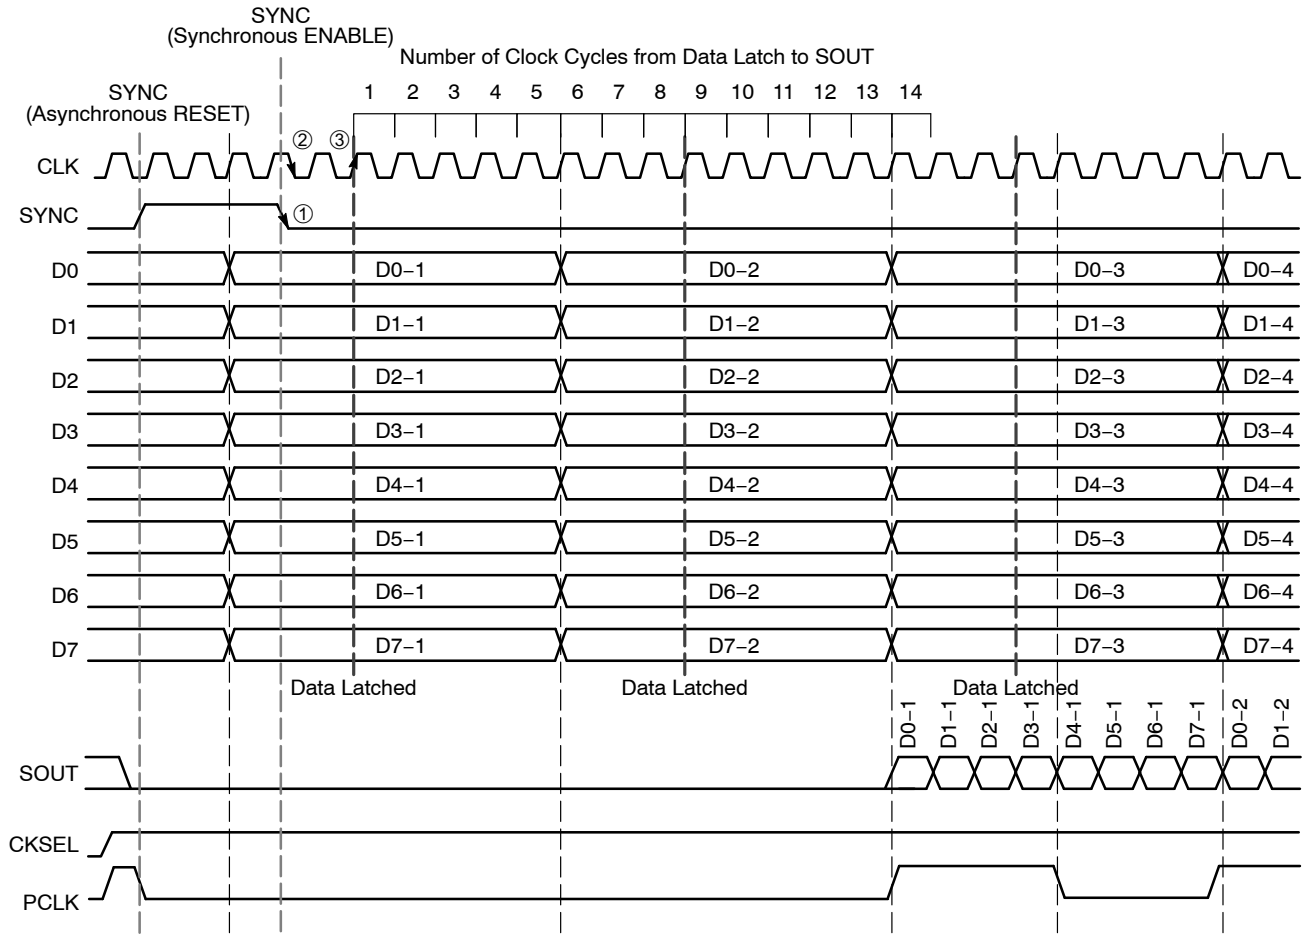 SYNC
(Synchronous ENABLE)
Number of Clock Cycles from Data Latch to SOUT
SYNC
(Asynchronous RESET)
1 2 3 4 5 6 7 8 9 10 11 12 13 14
② ③
CLK
SYNC ①
D0 D0−1 D0−2 D0−3 D0−4
D1 D1−1 D1−2 D1−3 D1−4
D2 D2−1 D2−2 D2−3 D2−4
D3 D3−1 D3−2 D3−3 D3−4
D4 D4−1 D4−2 D4−3 D4−4
D5 D5−1 D5−2 D5−3 D5−4
D6 D6−1 D6−2 D6−3 D6−4
D7 D7−1 D7−2 D7−3 D7−4
Data Latched Data Latched Data Latched
D0−1 D1−1 D2−1 D3−1 D4−1 D5−1 D6−1 D7−1 D0−2 D1−2
SOUT
CKSEL
PCLK